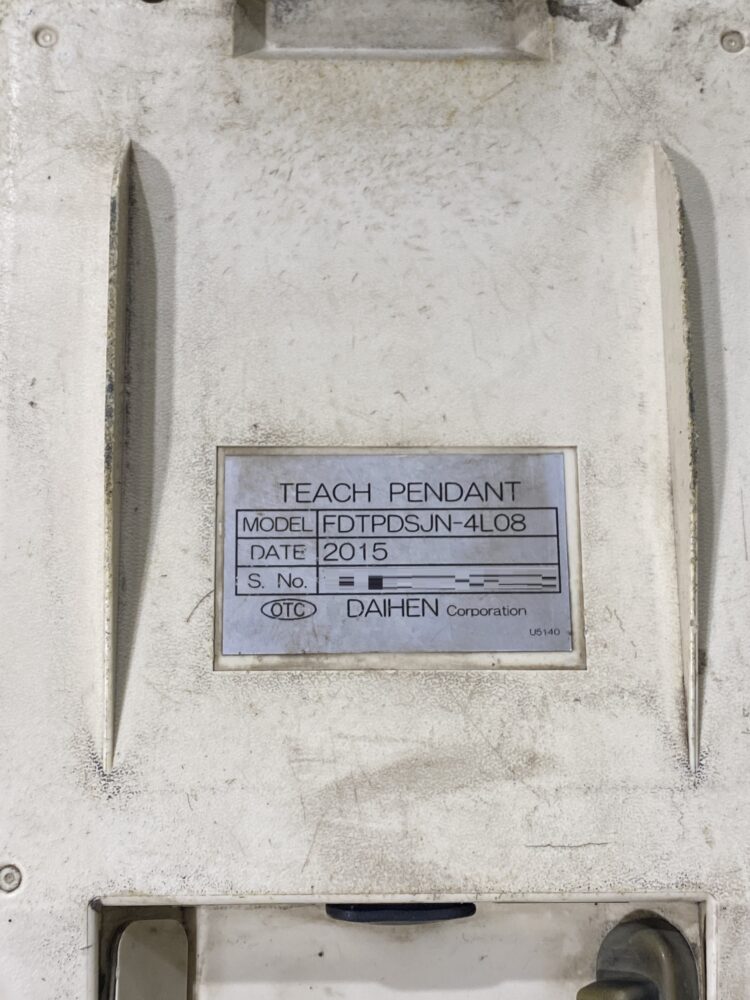 TEACH PENDANT
MODEL FDTPDSJN-4L08
DATE 2015
S. No.
OTC DAIHEN Corporation
U5140